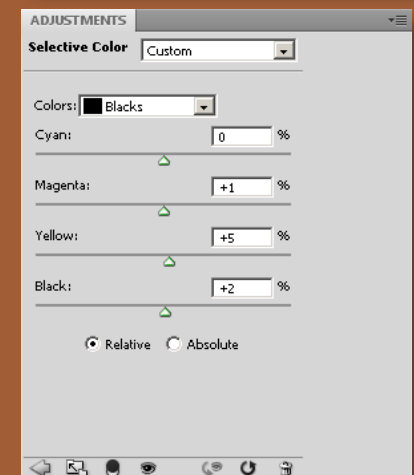 ADJUSTMENTS
Selective Color Custom
Colors: Blacks
Cyan: 0 %
Magenta: +1 %
Yellow: +5 %
Black: +2 %
Relative Absolute